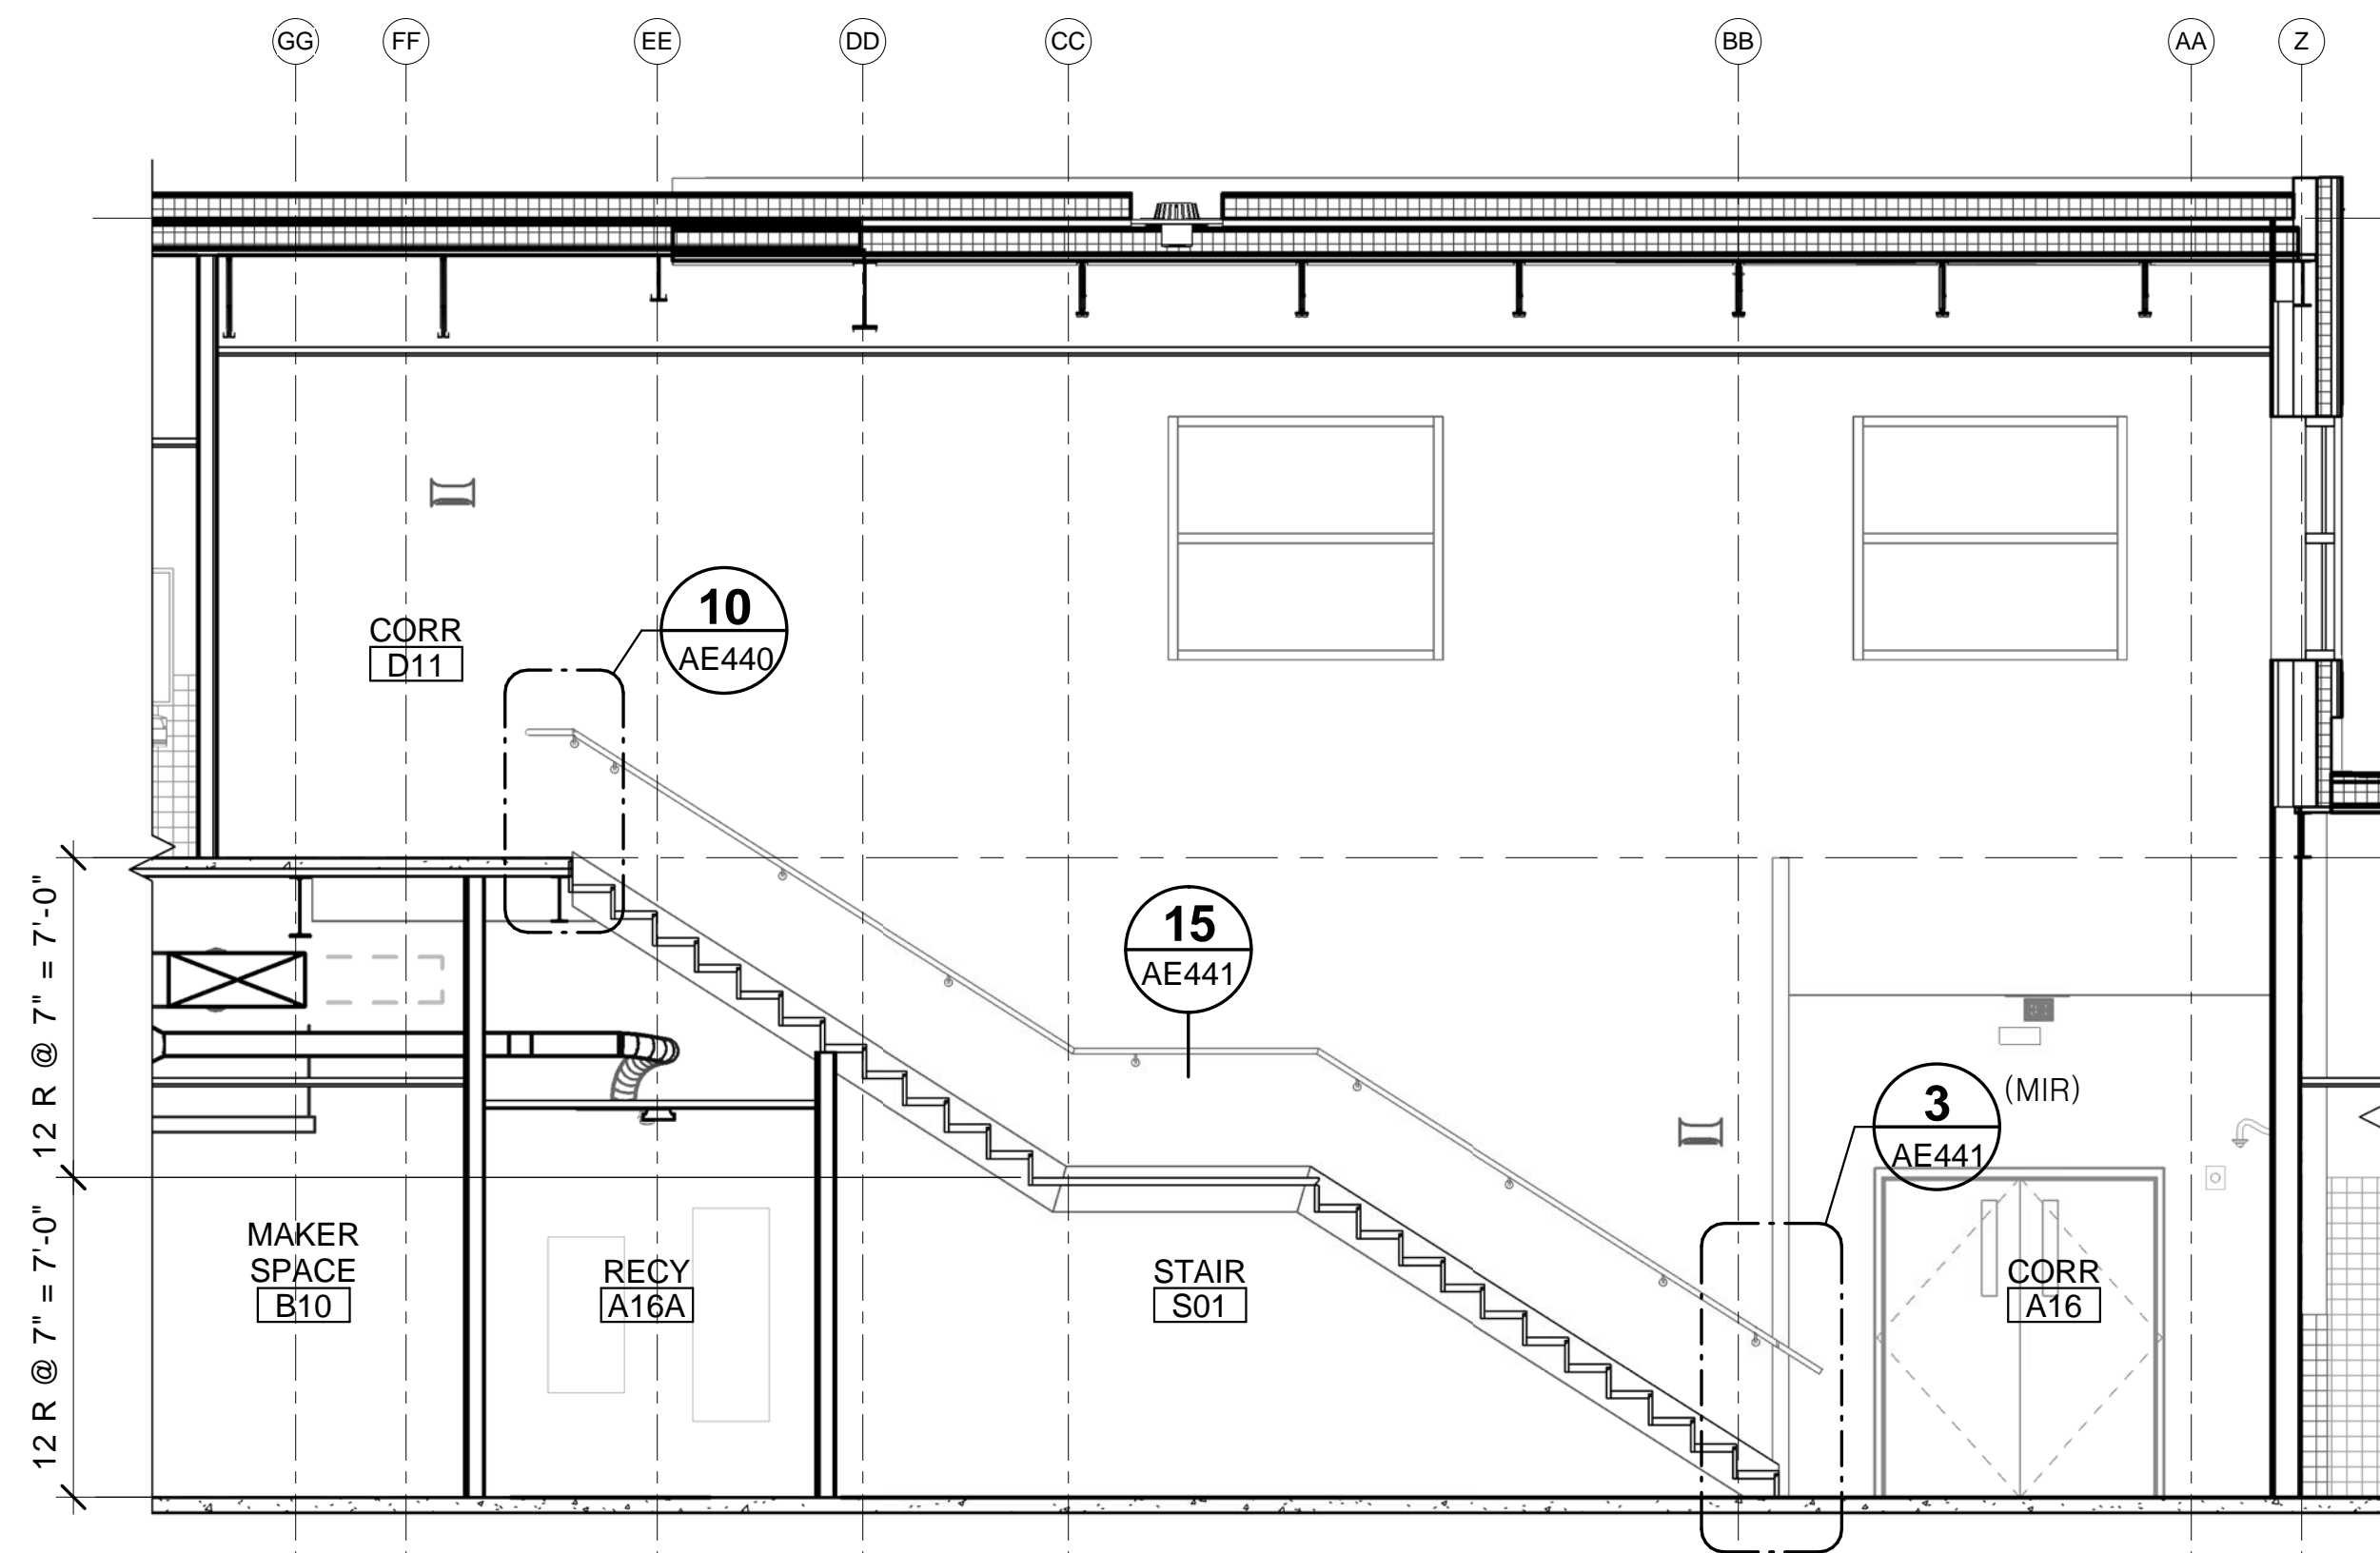 GG FF EE DD CC BB AA Z
10
AE440
CORR
D11
15
AE441
12 R @ 7" = 7'-0"
3
(MIR)
AE441
MAKER
SPACE
B10
RECY
A16A
STAIR
S01
CORR
A16
12 R @ 7" = 7'-0"